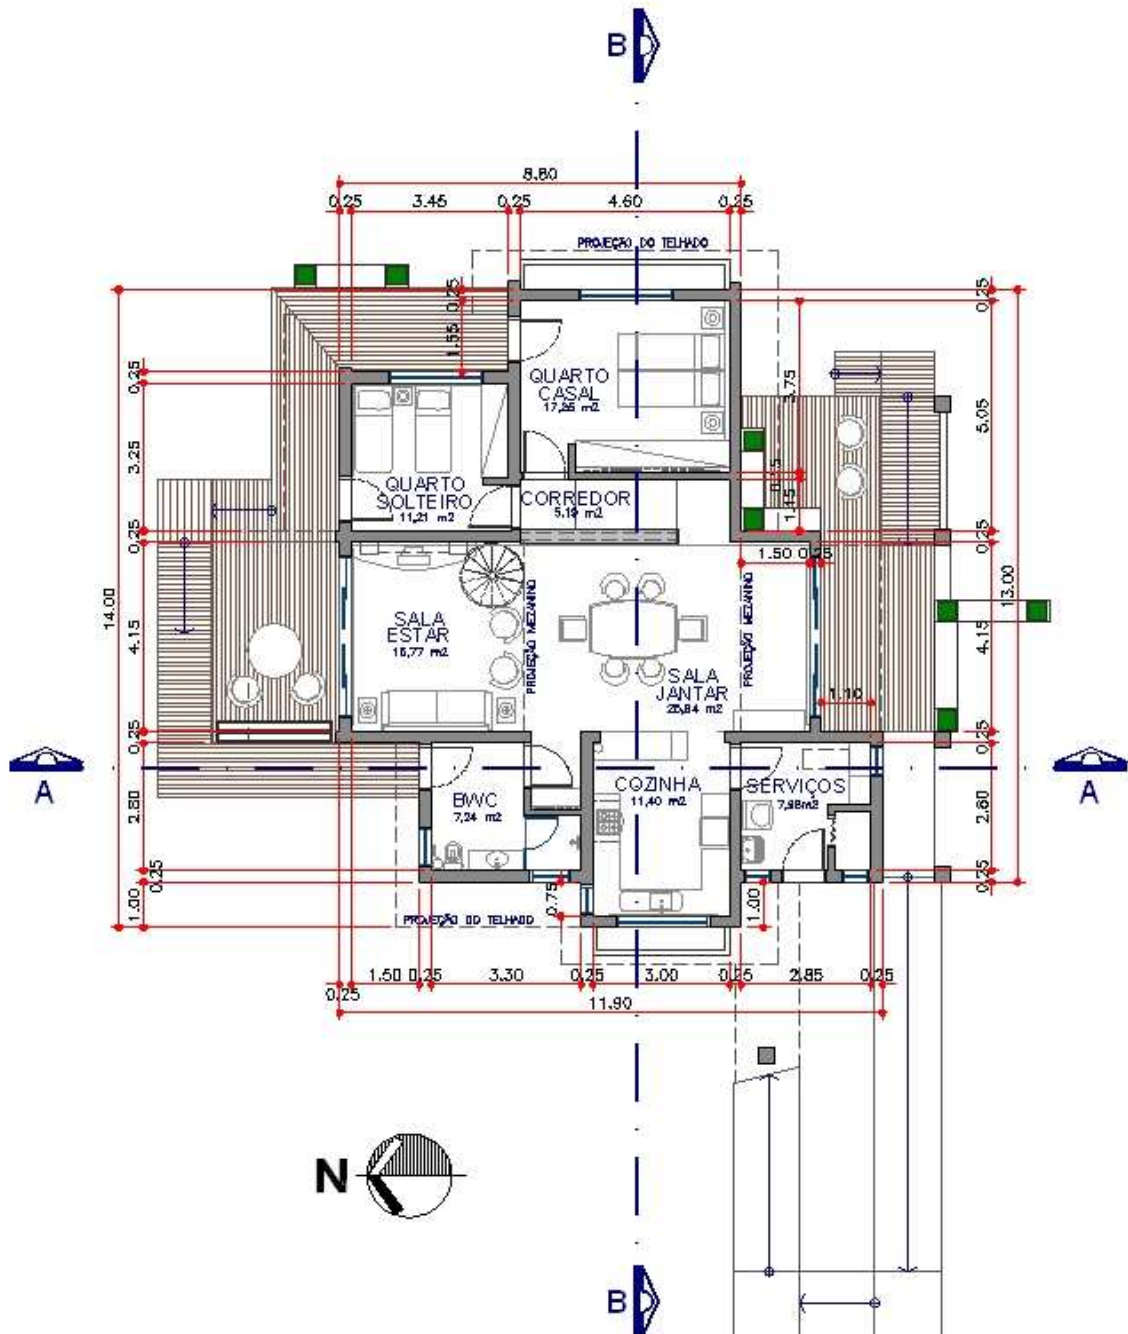 B
8.80
0.25 3.45 0.25 4.60 0.25
PROJEÇÃO DO TELHADO
0.25
0.25
1.55
QUARTO
CASAL
17,25 m2
3.75
5.05
0.25
3.25
QUARTO
SOLTEIRO
11,21 m2
CORREDOR
5,19 m2
0.15
1.15
0.25
0.25
1.50 0.25
14.00
13.00
4.15
SALA
ESTAR
16,77 m2
PROJEÇÃO MEZANINO
PROJEÇÃO MEZANINO
SALA
JANTAR
25,84 m2
4.15
1.10
0.25
0.25
A
A
COZINHA
11,40 m2
SERVIÇOS
7,98m2
BWC
7,24 m2
2.80
2.80
0.25
0.25
1.00
0.75
1.00
PROJEÇÃO DO TELHADO
1.50 0.25 3.30 0.25 3.00 0.25 2.85 0.25
0.25
11.90
N
B